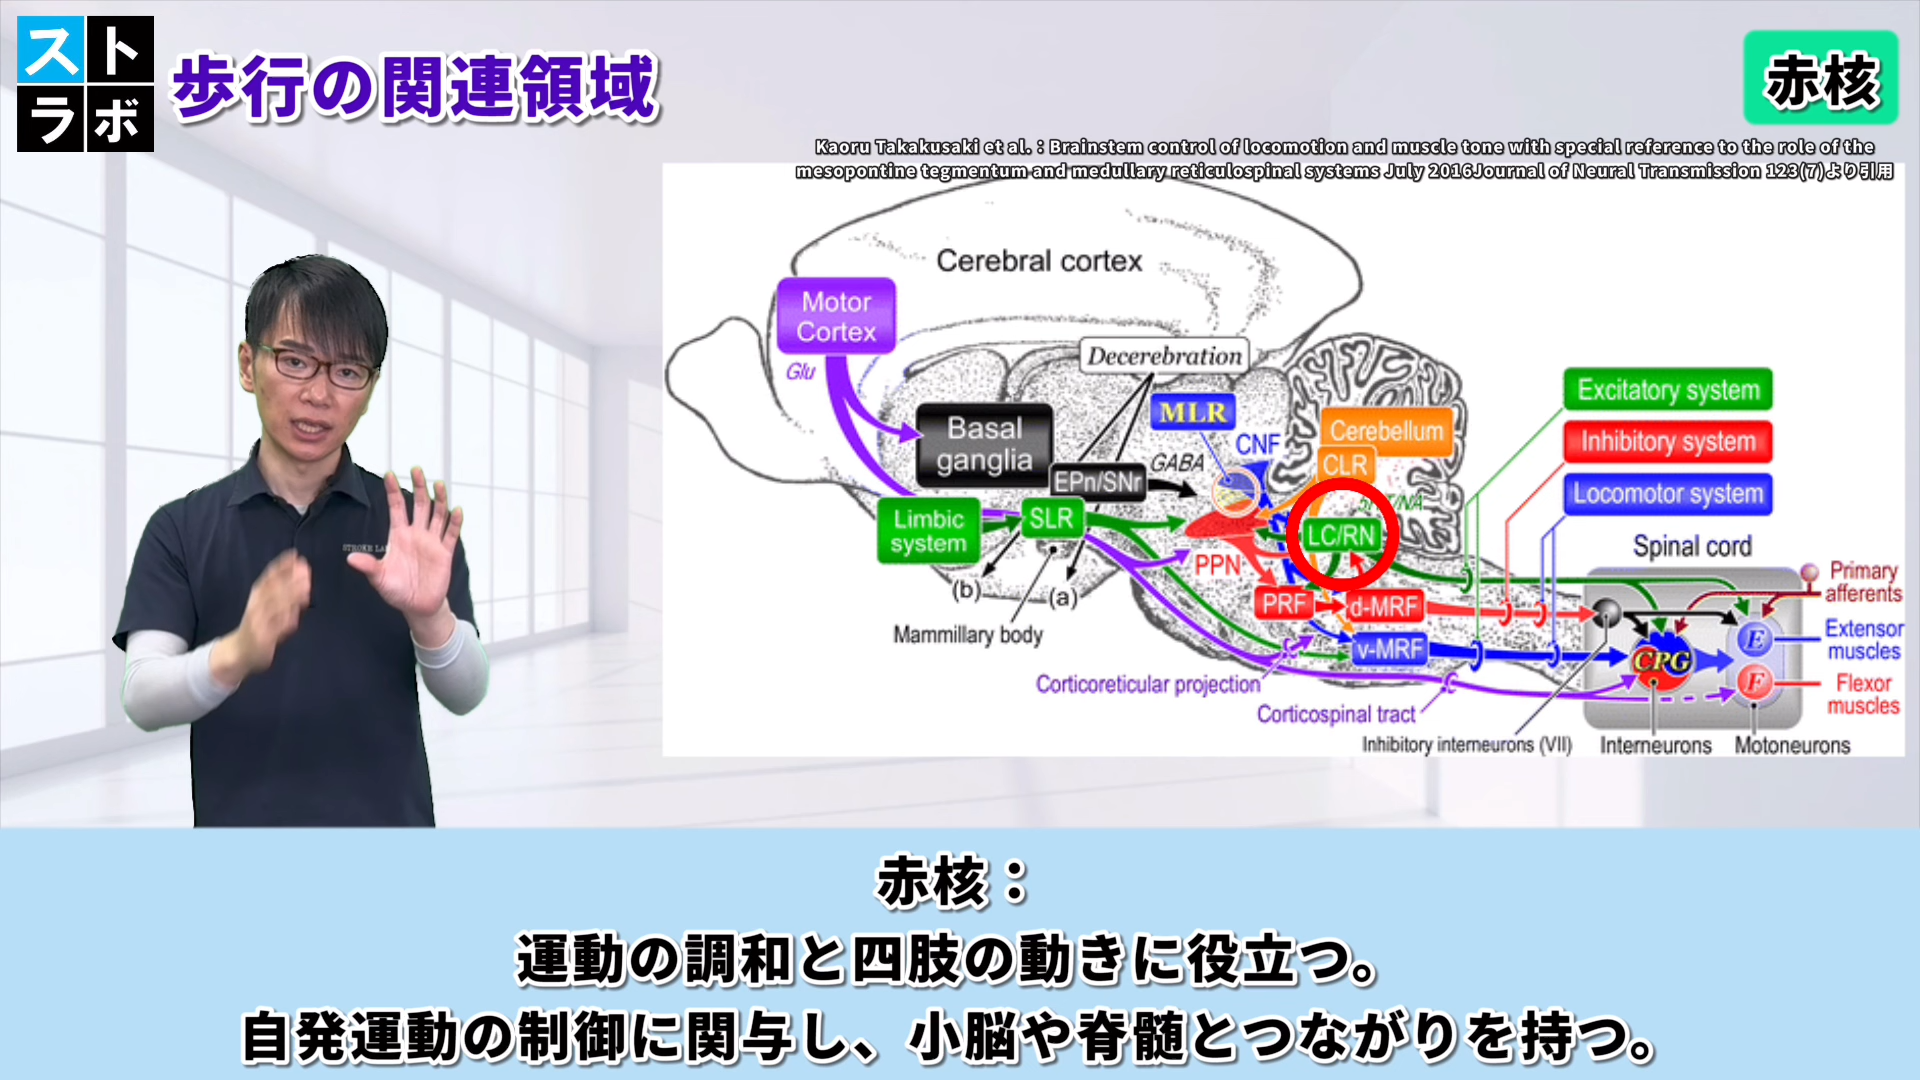 スト
ラボ
歩行の関連領域
赤核
Kaoru Takakusaki et al.：Brainstem control of locomotion and muscle tone with special reference to the role of the
mesopontine tegmentum and medullary reticulospinal systems July 2016Journal of Neural Transmission 123(7)より引用
Cerebral cortex
Motor
Cortex
Glu
Decerebration
MLR
Basal
ganglia
CNF
GABA
EPn/SNr
Cerebellum
CLR
Excitatory system
Inhibitory system
Locomotor system
Limbic
system
SLR
LC/RN
PPN
PRF
d-MRF
v-MRF
(b)
(a)
Mammillary body
Corticoreticular projection
Corticospinal tract
Spinal cord
Primary
afferents
Extensor
muscles
Flexor
muscles
CPG
E
F
Inhibitory interneurons (VII)
Interneurons
Motoneurons
赤核：
運動の調和と四肢の動きに役立つ。
自発運動の制御に関与し、小脳や脊髄とつながりを持つ。